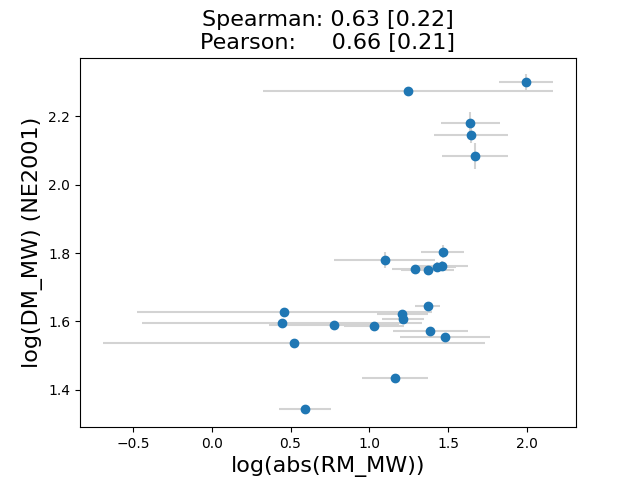 Spearman: 0.63 [0.22]
Pearson: 0.66 [0.21]
log(DM_MW) (NE2001)
2.2
2.0
1.8
1.6
1.4
−0.5 0.0 0.5 1.0 1.5 2.0
log(abs(RM_MW))